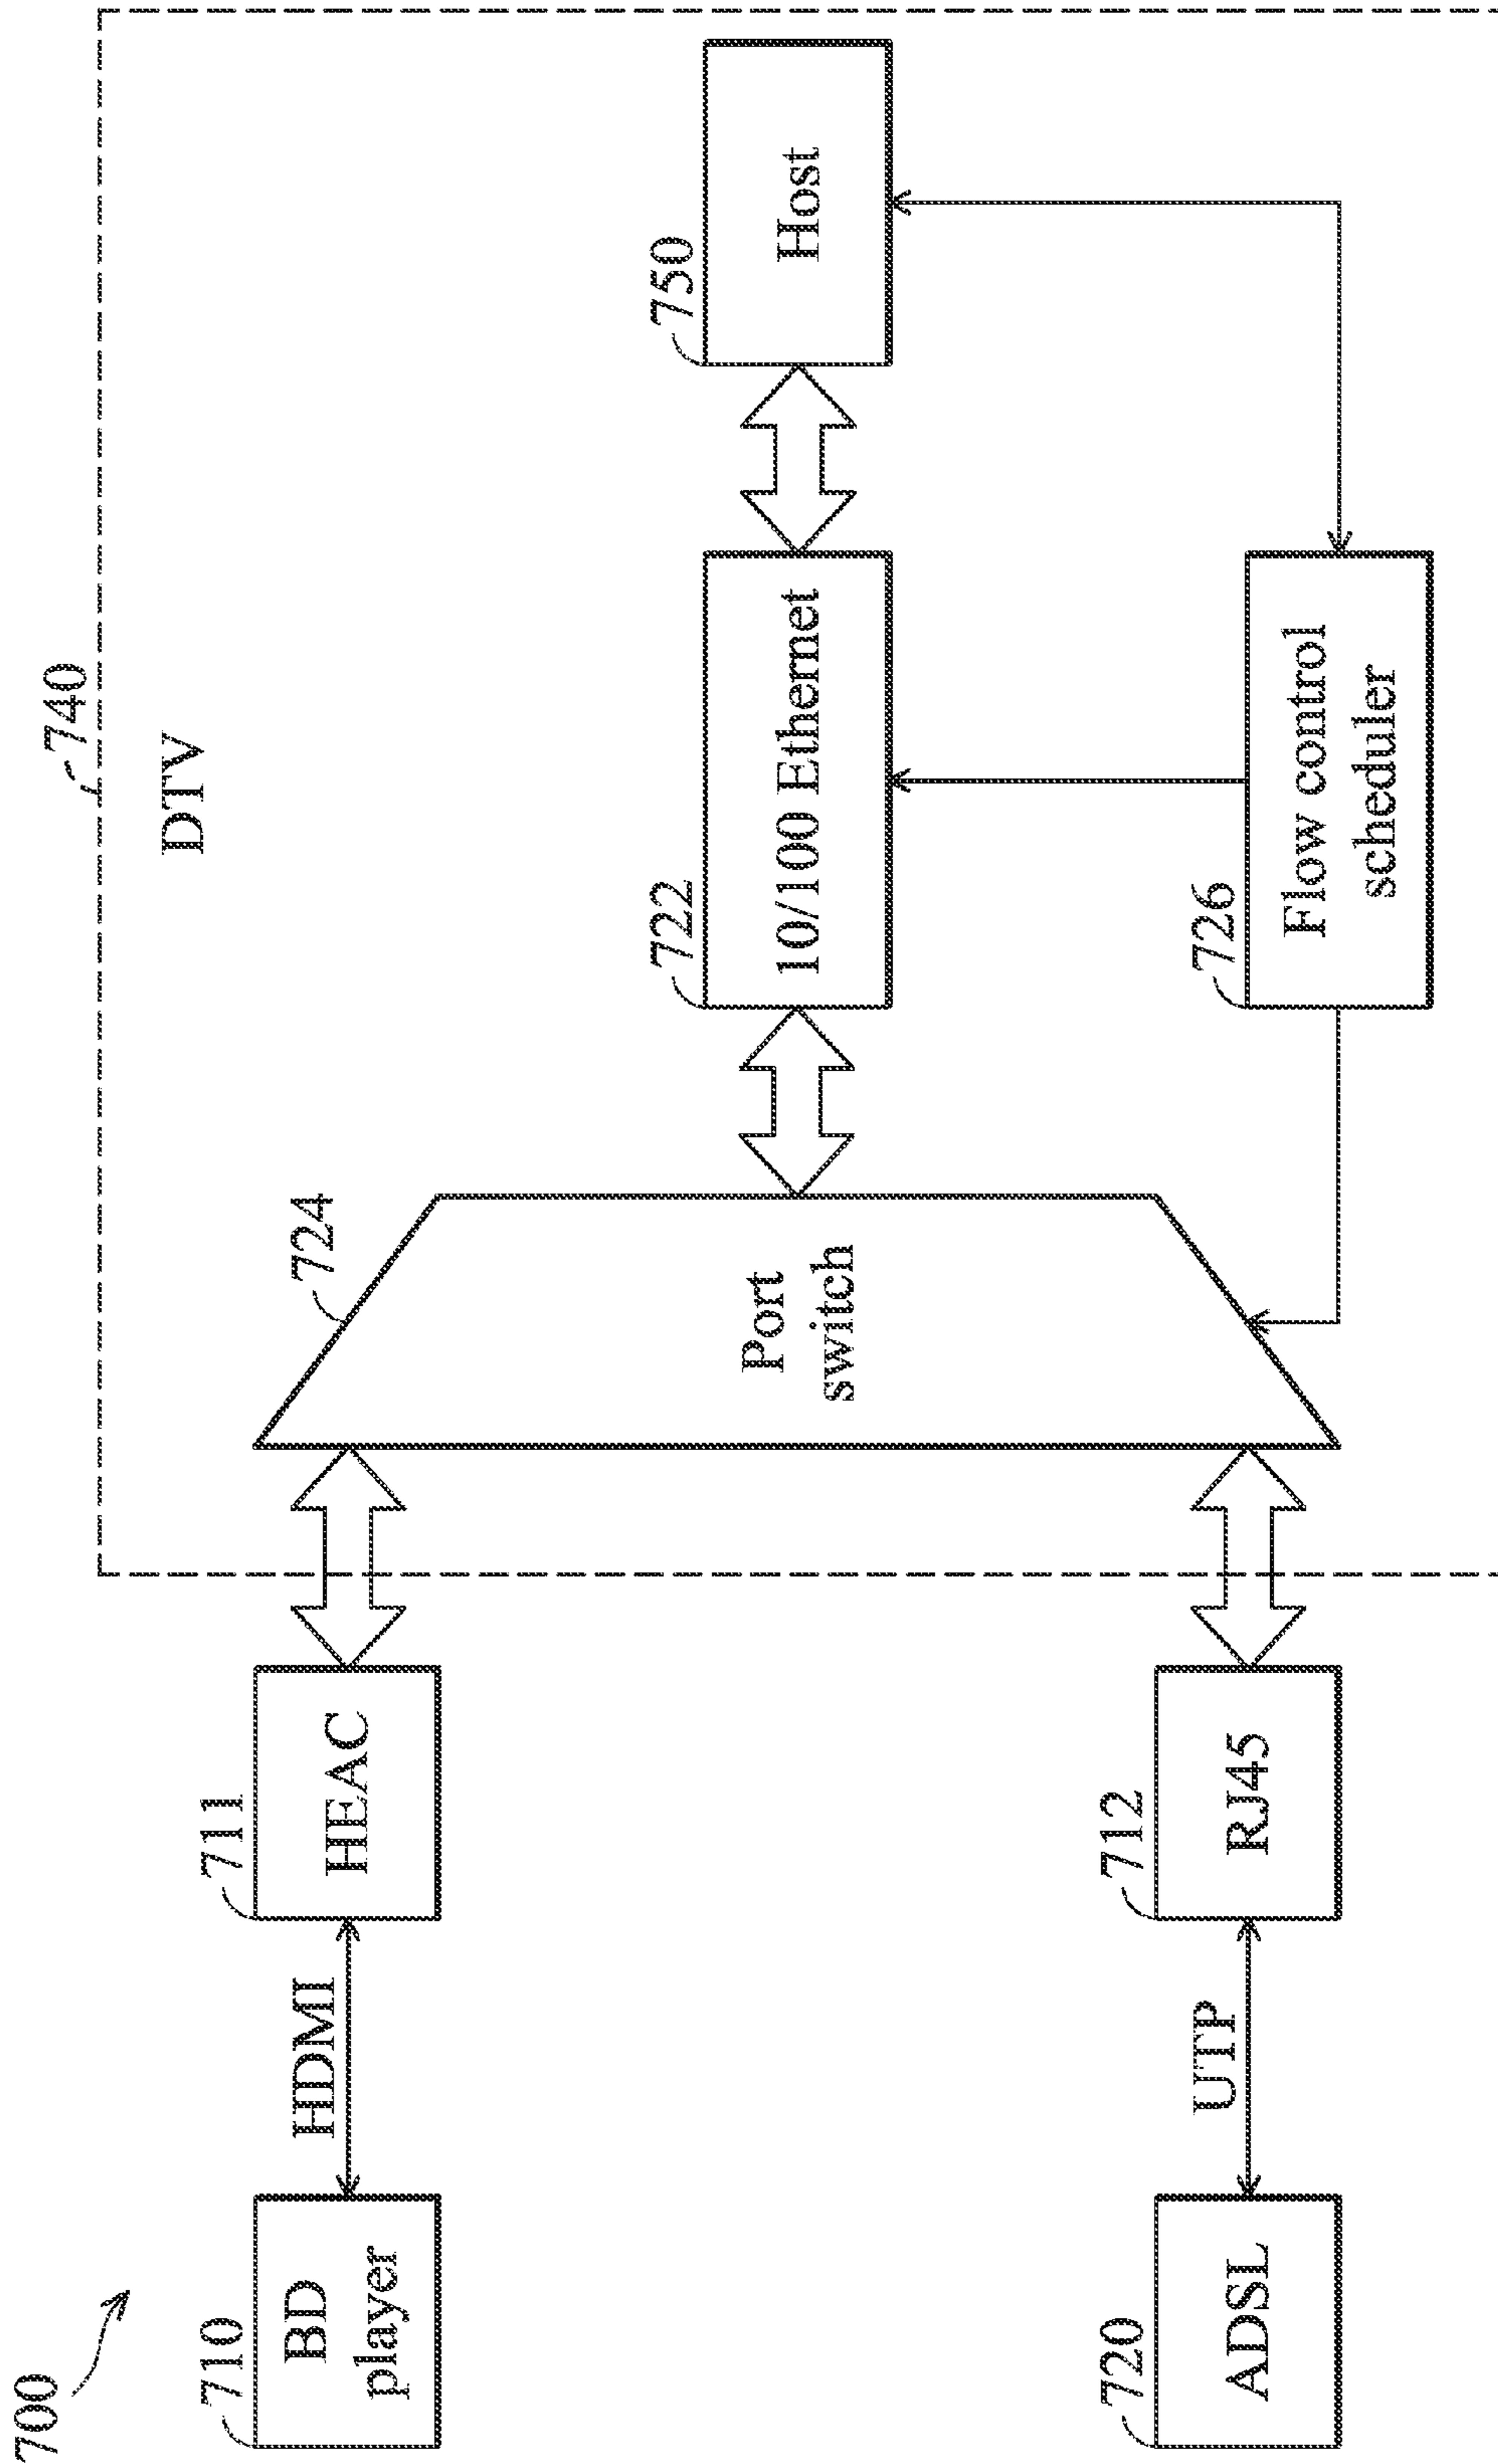 700
740
DTV
710
BD
player
HDMI
711
HEAC
724
Port
switch
722
10/100 Ethernet
750
Host
720
ADSL
UTP
712
RJ45
726
Flow control
scheduler